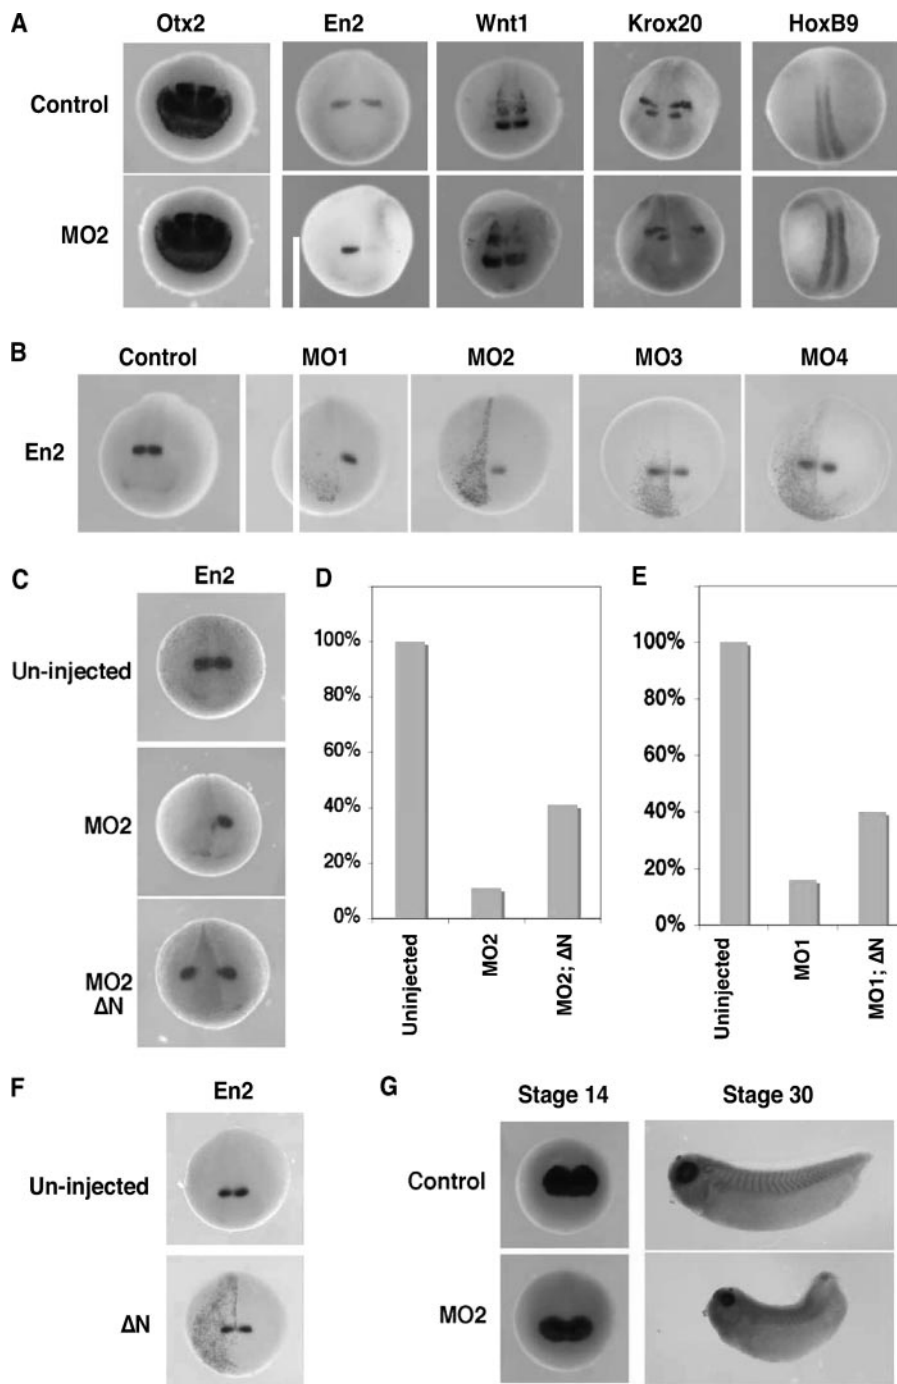 A
Otx2 En2 Wnt1 Krox20 HoxB9
Control
MO2
B
Control MO1 MO2 MO3 MO4
En2
C
En2
Un-injected
MO2
MO2
ΔN
D
100%
80%
60%
40%
20%
0%
Uninjected
MO2
MO2; ΔN
E
100%
80%
60%
40%
20%
0%
Uninjected
MO1
MO1; ΔN
F
En2
Un-injected
ΔN
G
Stage 14 Stage 30
Control
MO2